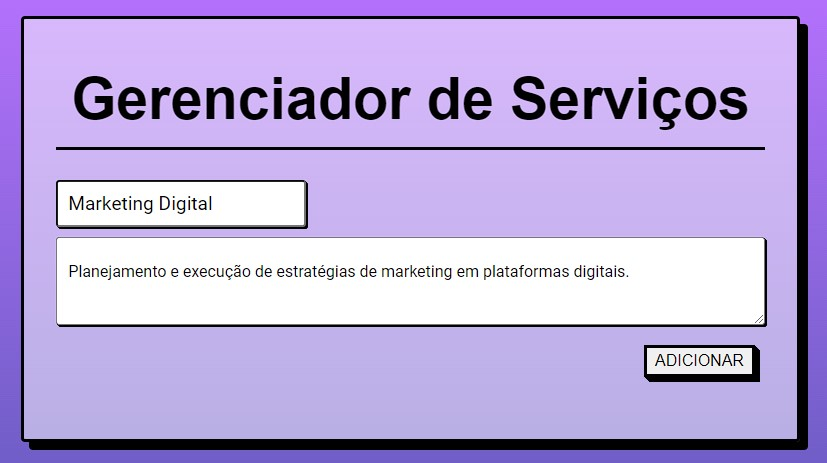 Gerenciador de Serviços
Marketing Digital
Planejamento e execução de estratégias de marketing em plataformas digitais.
ADICIONAR